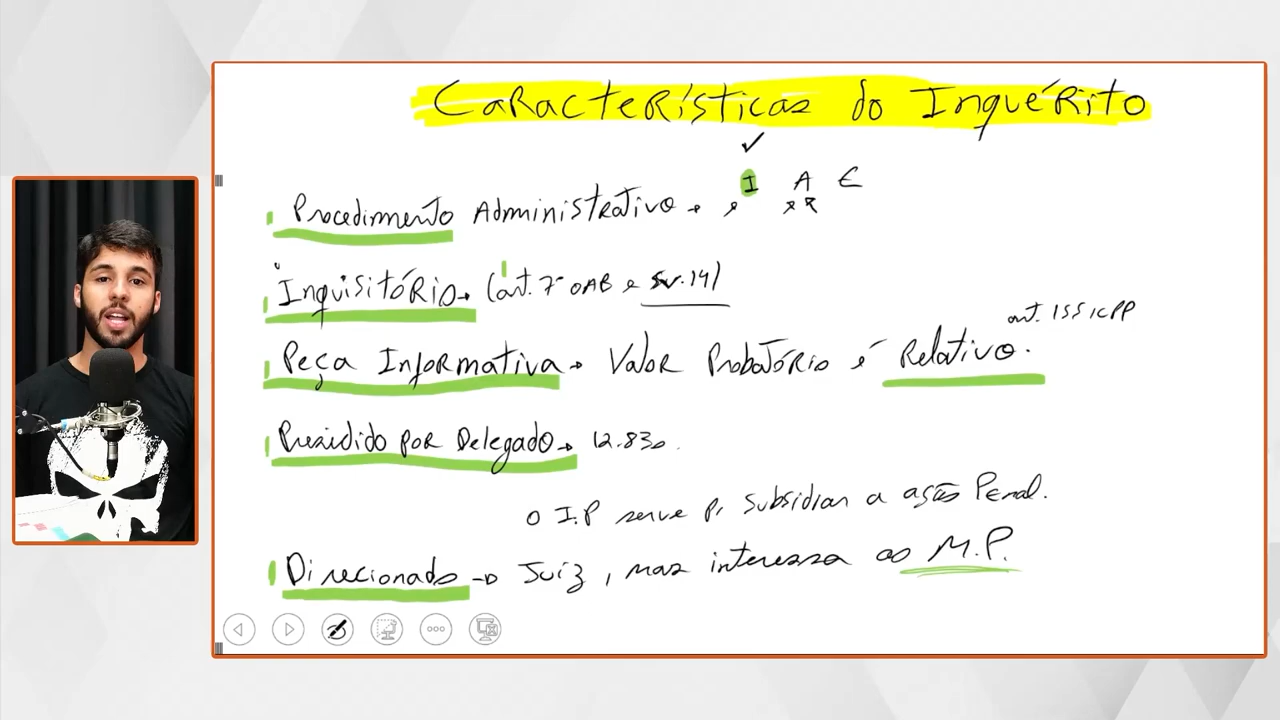 Características do Inquérito
I A E
Procedimento Administrativo →
Inquisitório → (art. 7º OAB e SV. 14)
art. 155 CPP
Peça Informativa → Valor Probatório é Relativo.
Presidido por Delegado → 12.830.
O I.P serve p/ subsidiar a ação Penal.
Direcionado → Juiz, mas interessa ao M.P.